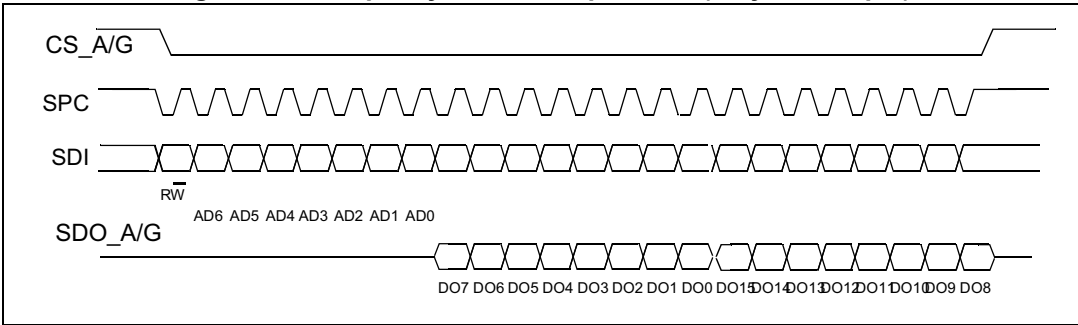 CS_A/G
SPC
SDI
RW
AD6 AD5 AD4 AD3 AD2 AD1 AD0
SDO_A/G
DO7 DO6 DO5 DO4 DO3 DO2 DO1 DO0 DO15 DO14 DO13 DO12 DO11 DO10 DO9 DO8